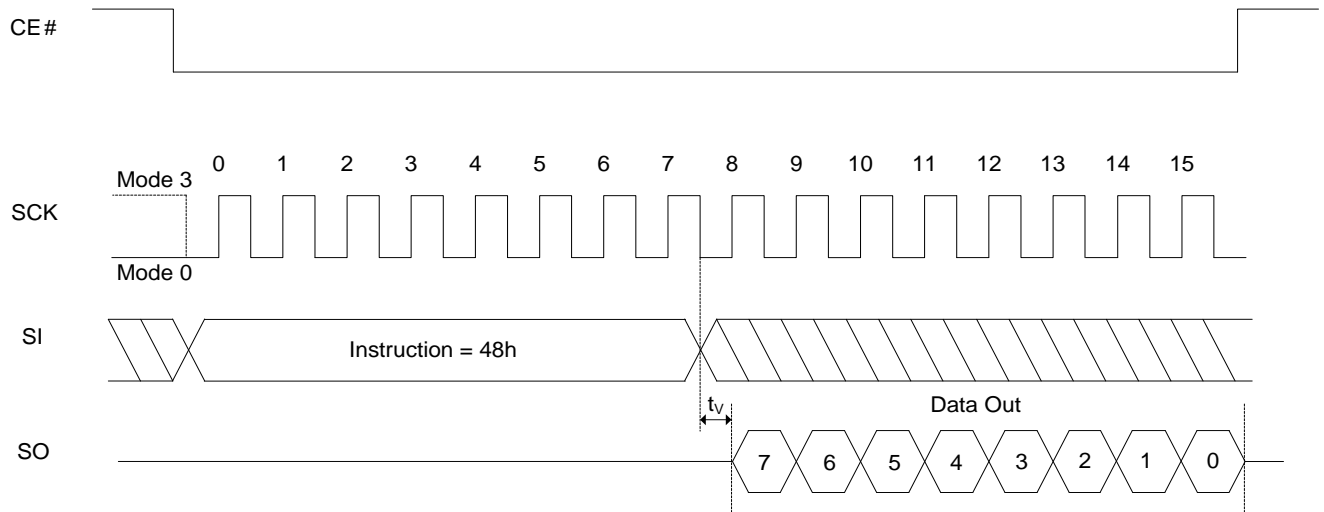 CE#
0 1 2 3 4 5 6 7 8 9 10 11 12 13 14 15
Mode 3
SCK
Mode 0
SI
Instruction = 48h
tV
Data Out
SO
7 6 5 4 3 2 1 0